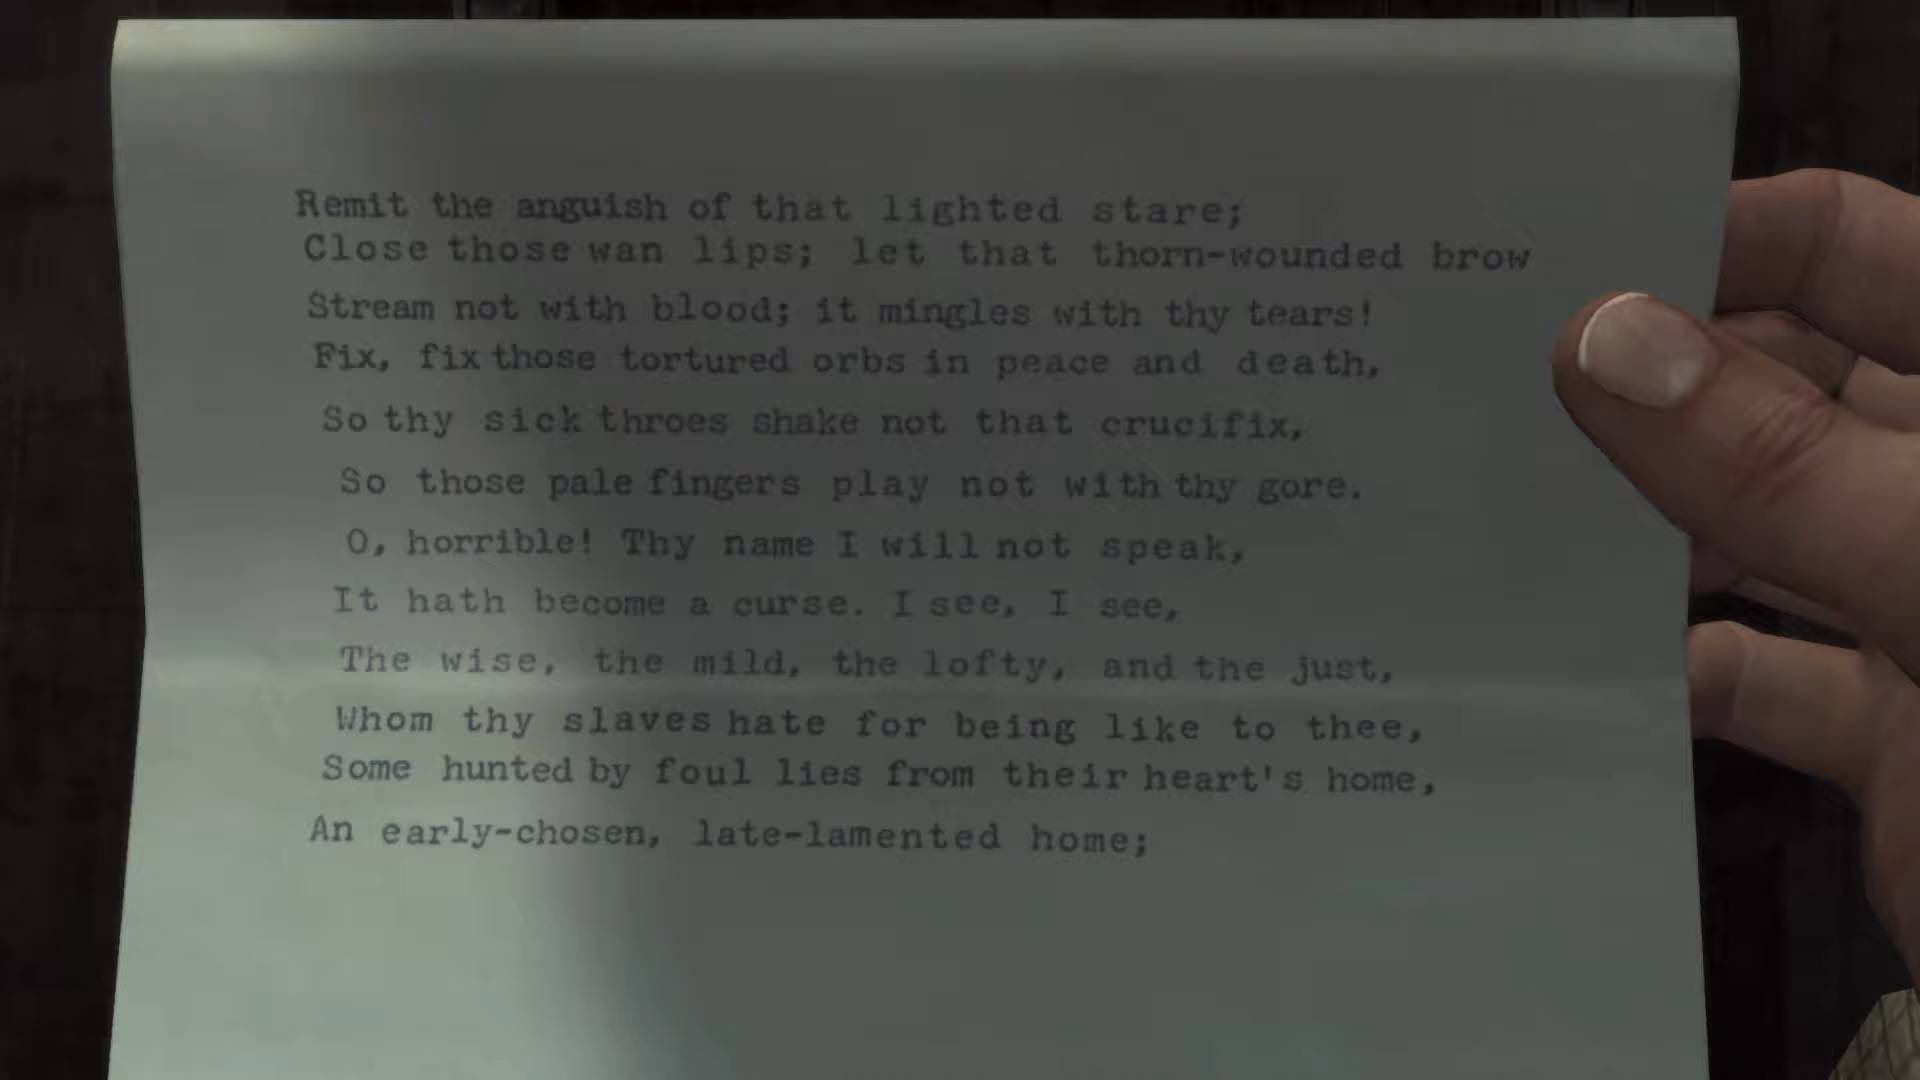 Remit the anguish of that lighted stare;
Close those wan lips; let that thorn-wounded brow
Stream not with blood; it mingles with thy tears!
Fix, fix those tortured orbs in peace and death,
So thy sick throes shake not that crucifix,
So those pale fingers play not with thy gore.
O, horrible! Thy name I will not speak,
It hath become a curse. I see, I see,
The wise, the mild, the lofty, and the just,
Whom thy slaves hate for being like to thee,
Some hunted by foul lies from their heart's home,
An early-chosen, late-lamented home;